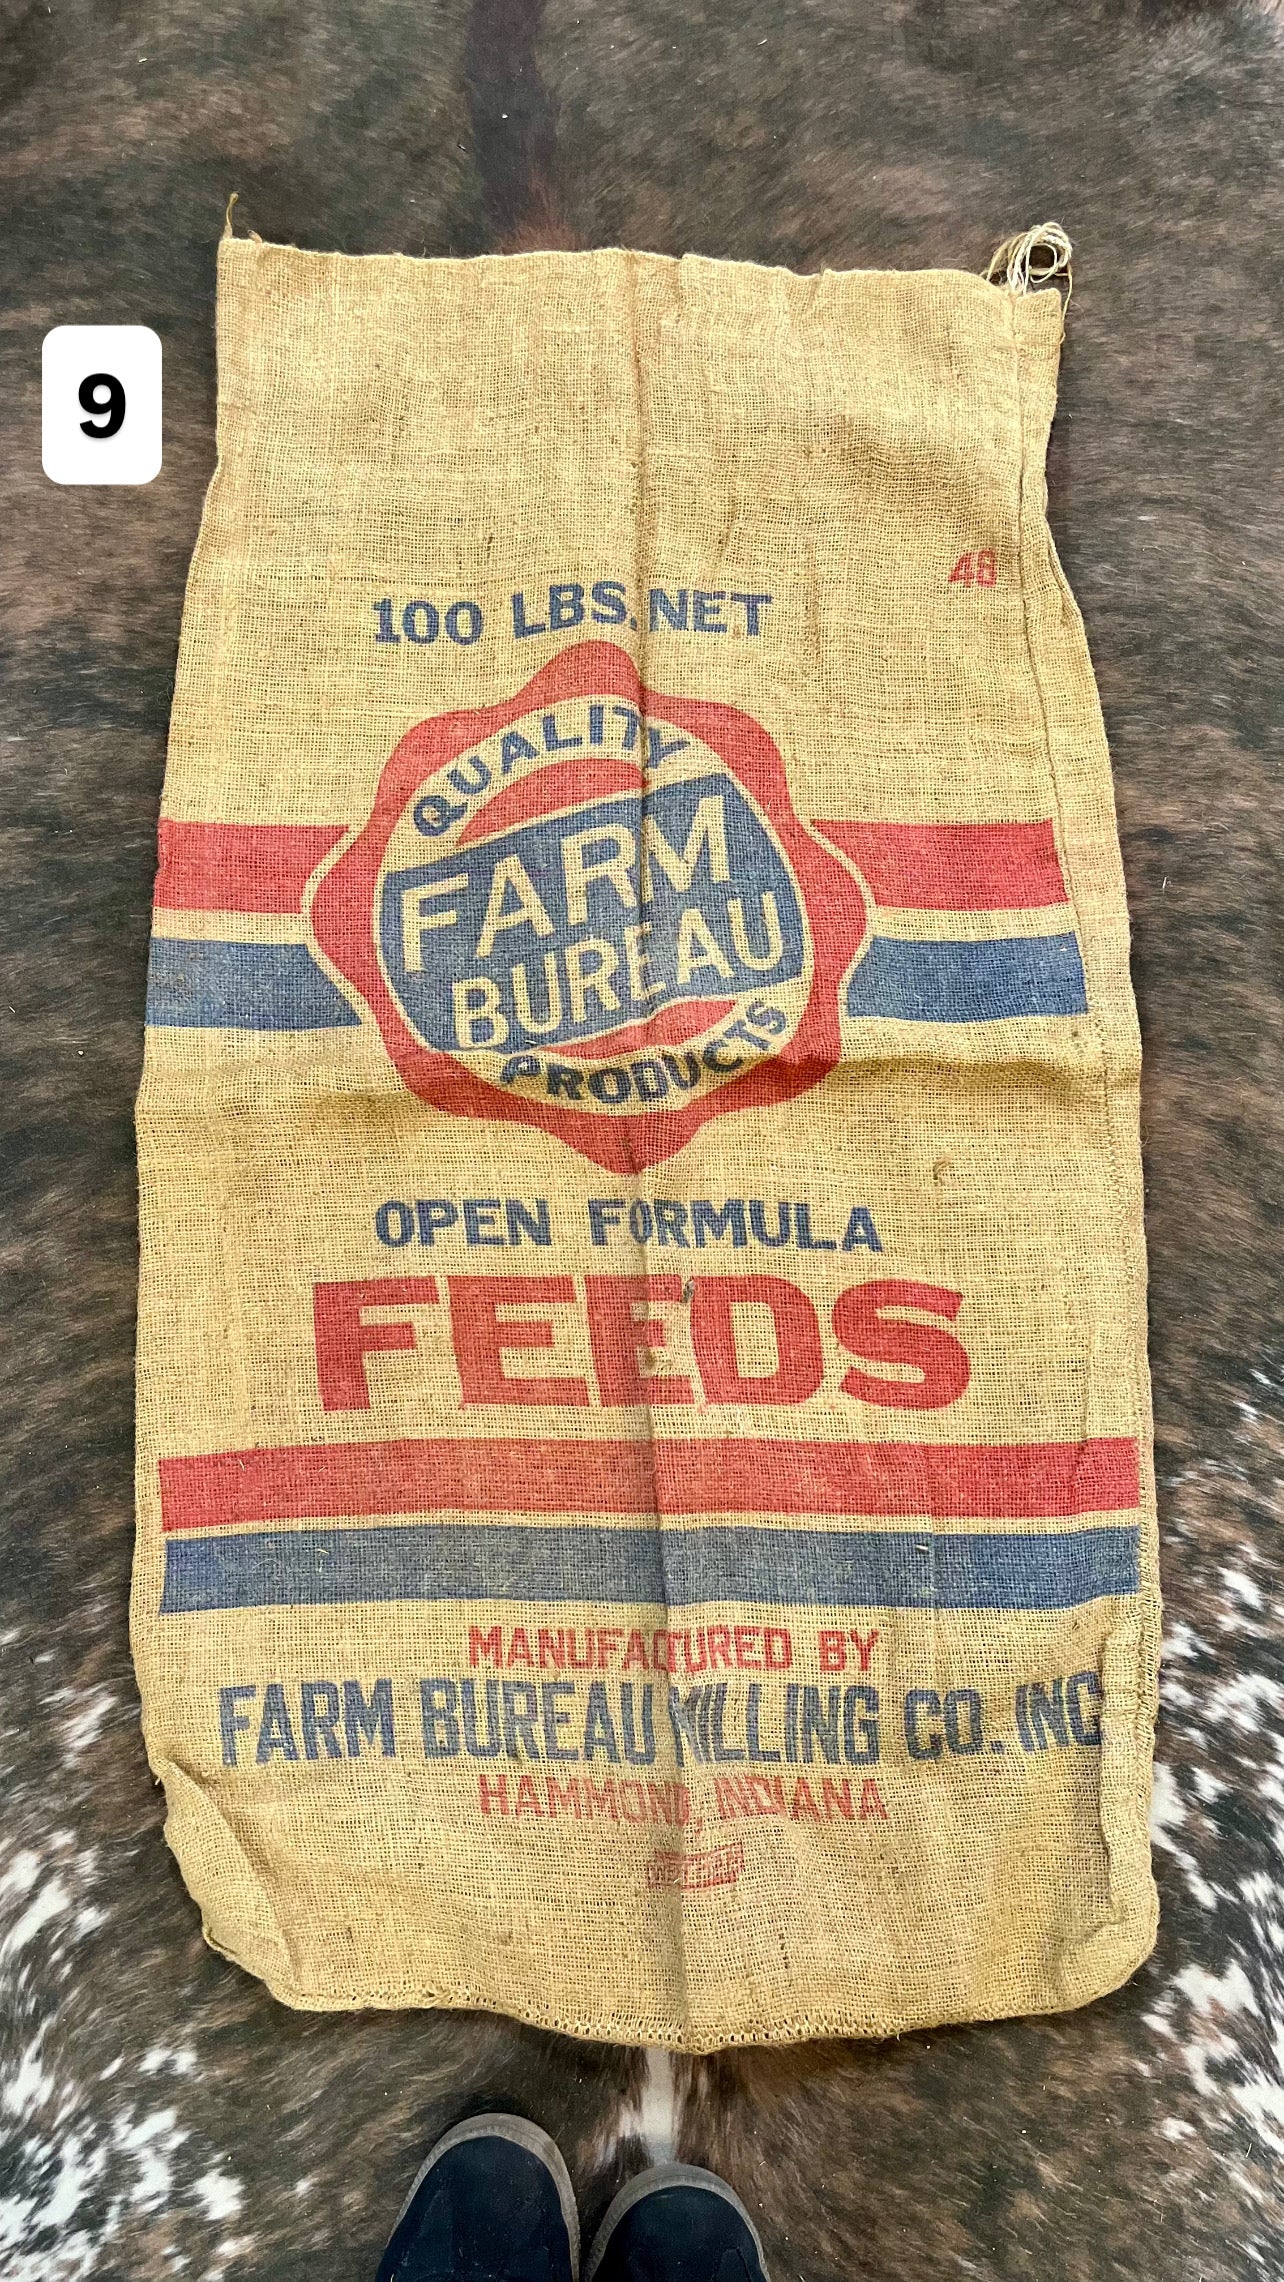 9
46
100 LBS. NET
QUALITY
FARM
BUREAU
PRODUCTS
OPEN FORMULA
FEEDS
MANUFACTURED BY
FARM BUREAU MILLING CO. INC
HAMMOND, INDIANA